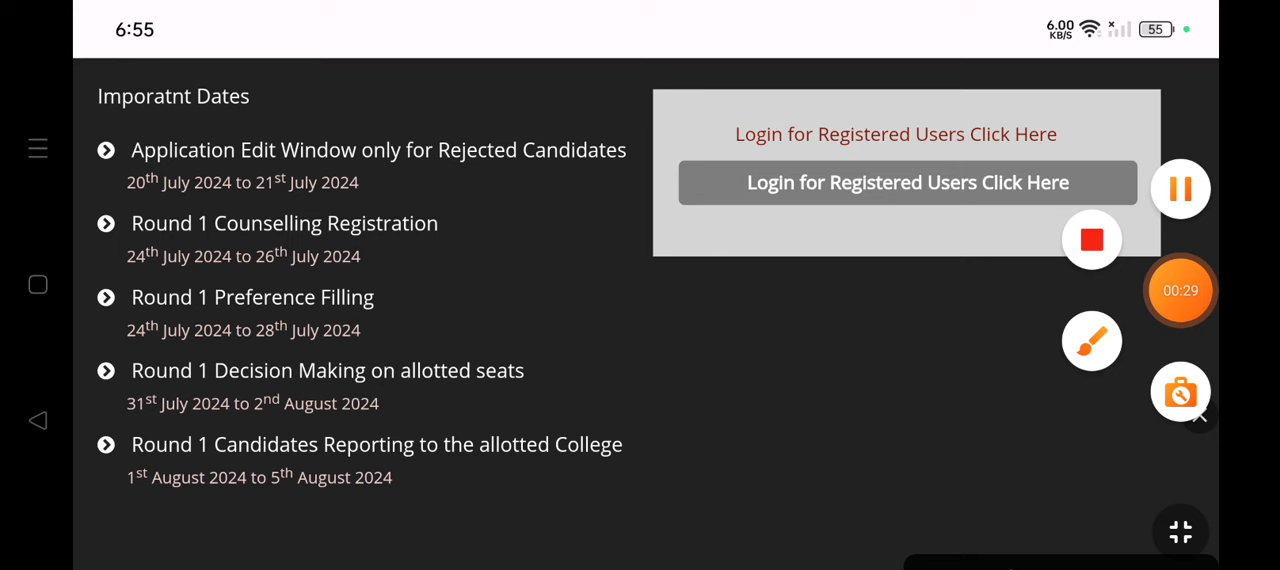 6:55
6.00
KB/S
55
Imporatnt Dates
Application Edit Window only for Rejected Candidates
20th July 2024 to 21st July 2024
Round 1 Counselling Registration
24th July 2024 to 26th July 2024
Round 1 Preference Filling
24th July 2024 to 28th July 2024
Round 1 Decision Making on allotted seats
31st July 2024 to 2nd August 2024
Round 1 Candidates Reporting to the allotted College
1st August 2024 to 5th August 2024
Login for Registered Users Click Here
Login for Registered Users Click Here
00:29